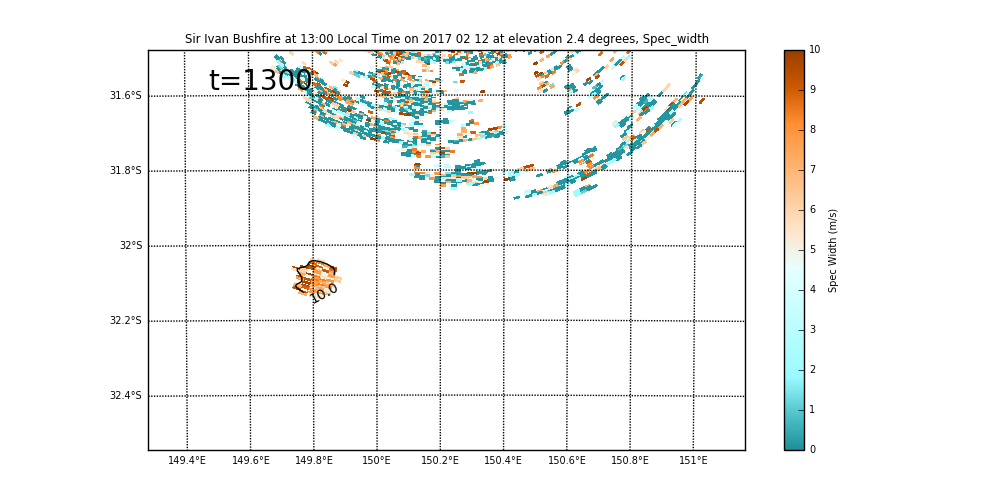 Sir Ivan Bushfire at 13:00 Local Time on 2017 02 12 at elevation 2.4 degrees, Spec_width
t=1300
31.6°S
31.8°S
32°S
32.2°S
32.4°S
10.0
149.4°E 149.6°E 149.8°E 150°E 150.2°E 150.4°E 150.6°E 150.8°E 151°E
10
9
8
7
6
5
4
3
2
1
0
Spec Width (m/s)